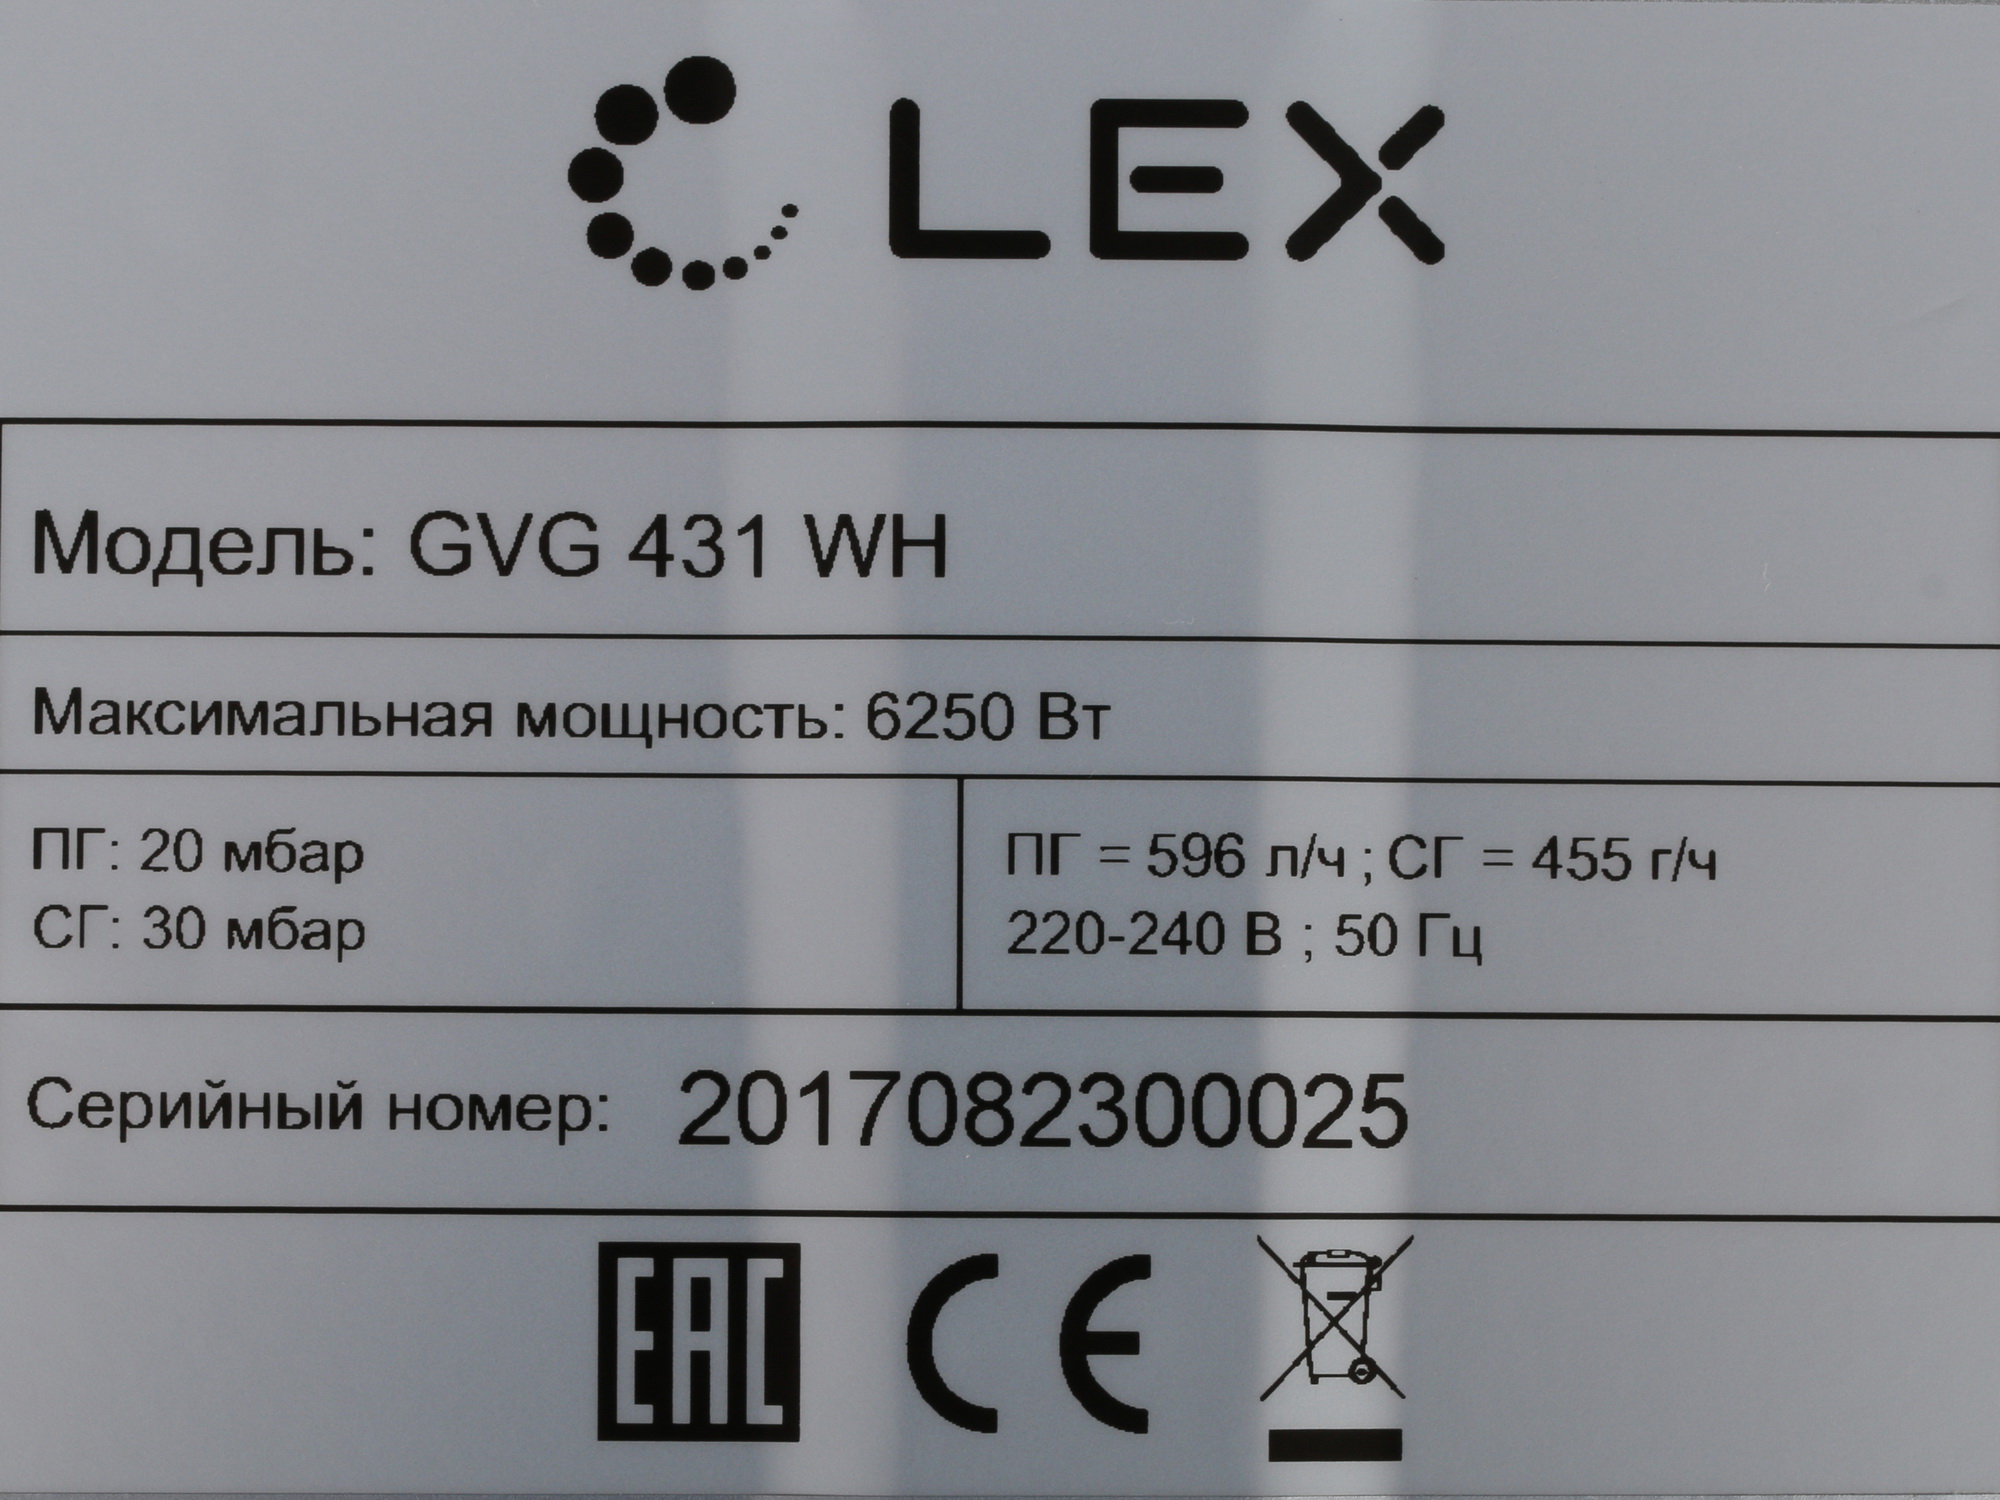 LEX
Модель: GVG 431 WH
Максимальная мощность: 6250 Вт
ПГ: 20 мбар
СГ: 30 мбар
ПГ = 596 л/ч ; СГ = 455 г/ч
220-240 В ; 50 Гц
Серийный номер: 2017082300025
EAC CE